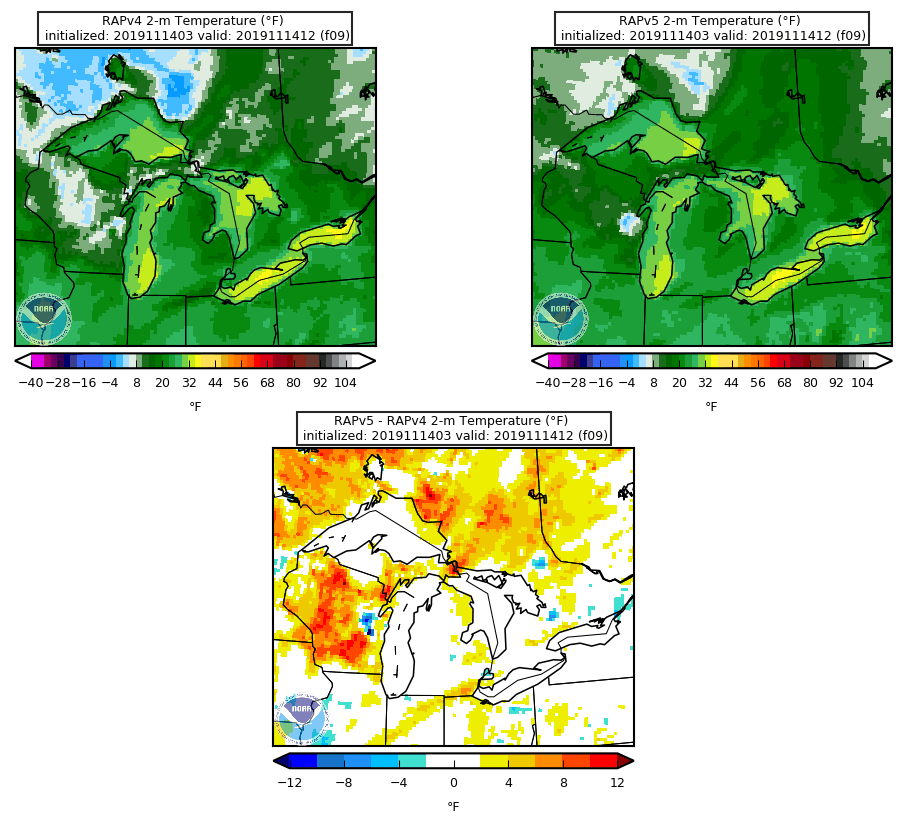 RAPv4 2-m Temperature (°F)
initialized: 2019111403 valid: 2019111412 (f09)
RAPv5 2-m Temperature (°F)
initialized: 2019111403 valid: 2019111412 (f09)
NOAA
NOAA
−40 −28 −16 −4 8 20 32 44 56 68 80 92 104
−40 −28 −16 −4 8 20 32 44 56 68 80 92 104
°F
°F
RAPv5 - RAPv4 2-m Temperature (°F)
initialized: 2019111403 valid: 2019111412 (f09)
NOAA
−12 −8 −4 0 4 8 12
°F